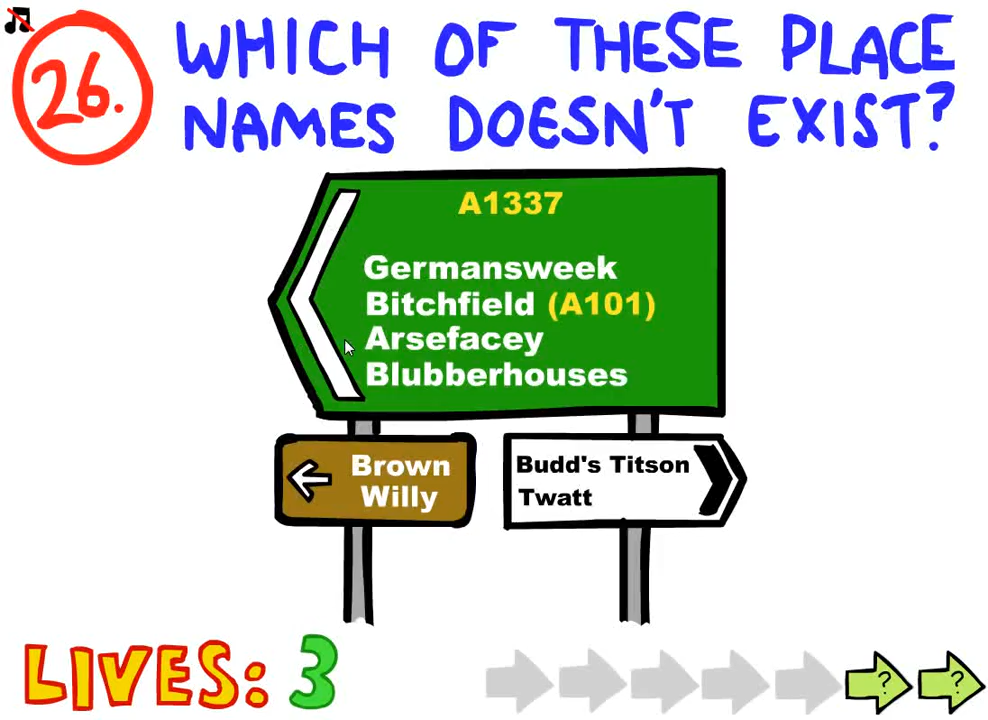 26.
WHICH OF THESE PLACE
NAMES DOESN'T EXIST?
A1337
Germansweek
Bitchfield (A101)
Arsefacey
Blubberhouses
Brown
Willy
Budd's Titson
Twatt
LIVES: 3
? ?